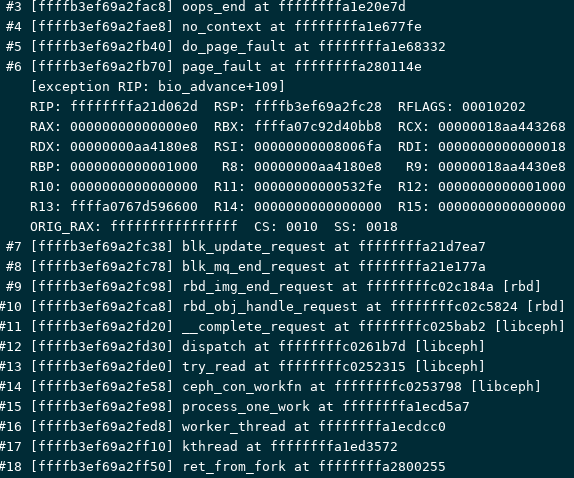 #3 [ffffb3ef69a2fac8] oops_end at ffffffffa1e20e7d
#4 [ffffb3ef69a2fae8] no_context at ffffffffa1e677fe
#5 [ffffb3ef69a2fb40] do_page_fault at ffffffffa1e68332
#6 [ffffb3ef69a2fb70] page_fault at ffffffffa280114e
[exception RIP: bio_advance+109]
RIP: ffffffffa21d062d RSP: ffffb3ef69a2fc28 RFLAGS: 00010202
RAX: 00000000000000e0 RBX: ffffa07c92d40bb8 RCX: 00000018aa443268
RDX: 00000000aa4180e8 RSI: 00000000008006fa RDI: 0000000000000018
RBP: 0000000000001000 R8: 00000000aa4180e8 R9: 00000018aa4430e8
R10: 0000000000000000 R11: 00000000000532fe R12: 0000000000001000
R13: ffffa0767d596600 R14: 0000000000000000 R15: 0000000000000000
ORIG_RAX: ffffffffffffffff CS: 0010 SS: 0018
#7 [ffffb3ef69a2fc38] blk_update_request at ffffffffa21d7ea7
#8 [ffffb3ef69a2fc78] blk_mq_end_request at ffffffffa21e177a
#9 [ffffb3ef69a2fc98] rbd_img_end_request at ffffffffc02c184a [rbd]
#10 [ffffb3ef69a2fca8] rbd_obj_handle_request at ffffffffc02c5824 [rbd]
#11 [ffffb3ef69a2fd20] __complete_request at ffffffffc025bab2 [libceph]
#12 [ffffb3ef69a2fd30] dispatch at ffffffffc0261b7d [libceph]
#13 [ffffb3ef69a2fde0] try_read at ffffffffc0252315 [libceph]
#14 [ffffb3ef69a2fe58] ceph_con_workfn at ffffffffc0253798 [libceph]
#15 [ffffb3ef69a2fe98] process_one_work at ffffffffa1ecd5a7
#16 [ffffb3ef69a2fed8] worker_thread at ffffffffa1ecdcc0
#17 [ffffb3ef69a2ff10] kthread at ffffffffa1ed3572
#18 [ffffb3ef69a2ff50] ret_from_fork at ffffffffa2800255